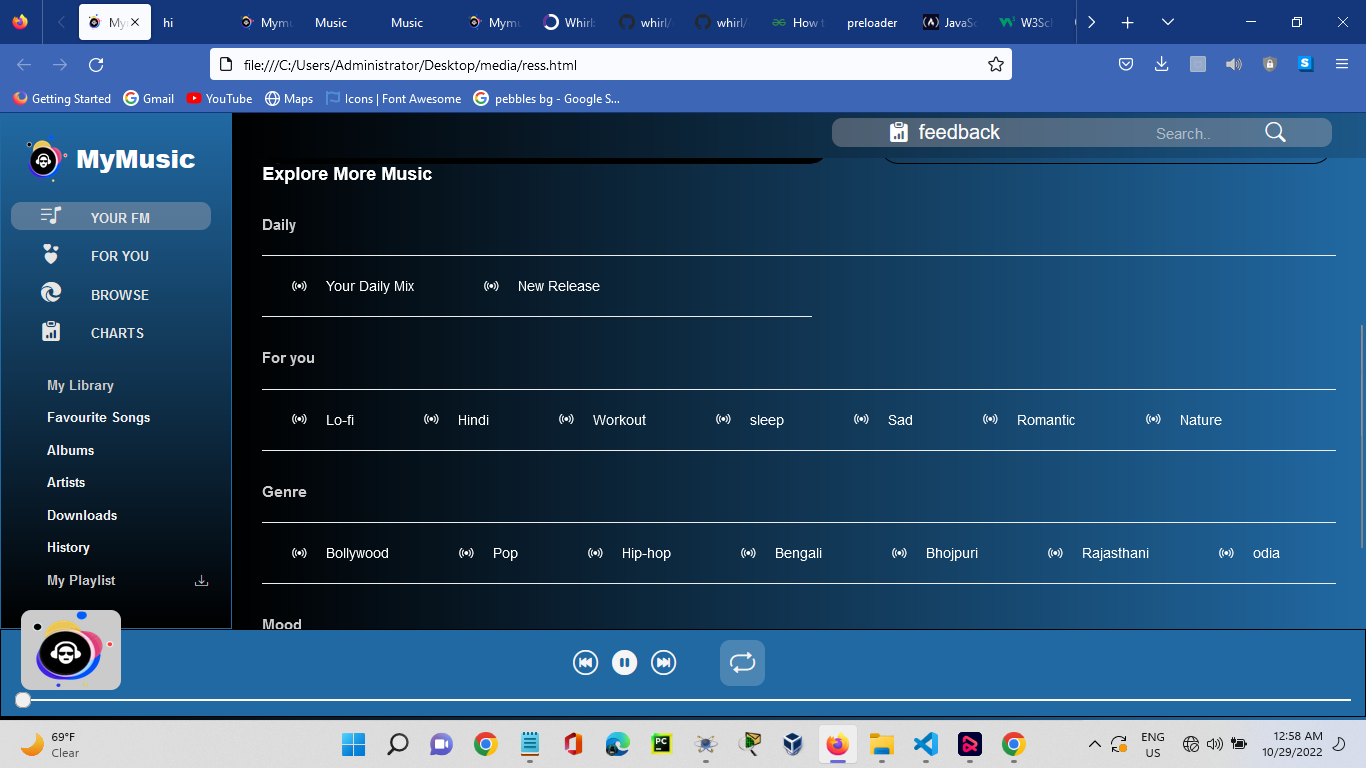 My
hi
Mymu
Music
Music
Mymu
Whirl
whirl/
whirl/
How t
preloader
JavaSc
W3Sch
file:///C:/Users/Administrator/Desktop/media/ress.html
Getting Started Gmail YouTube Maps Icons | Font Awesome pebbles bg - Google S...
MyMusic
feedback Search..
YOUR FM
FOR YOU
BROWSE
CHARTS
My Library
Favourite Songs
Albums
Artists
Downloads
History
My Playlist
Explore More Music
Daily
Your Daily Mix New Release
For you
Lo-fi Hindi Workout sleep Sad Romantic Nature
Genre
Bollywood Pop Hip-hop Bengali Bhojpuri Rajasthani odia
Mood
69°F
Clear
ENG
US
12:58 AM
10/29/2022